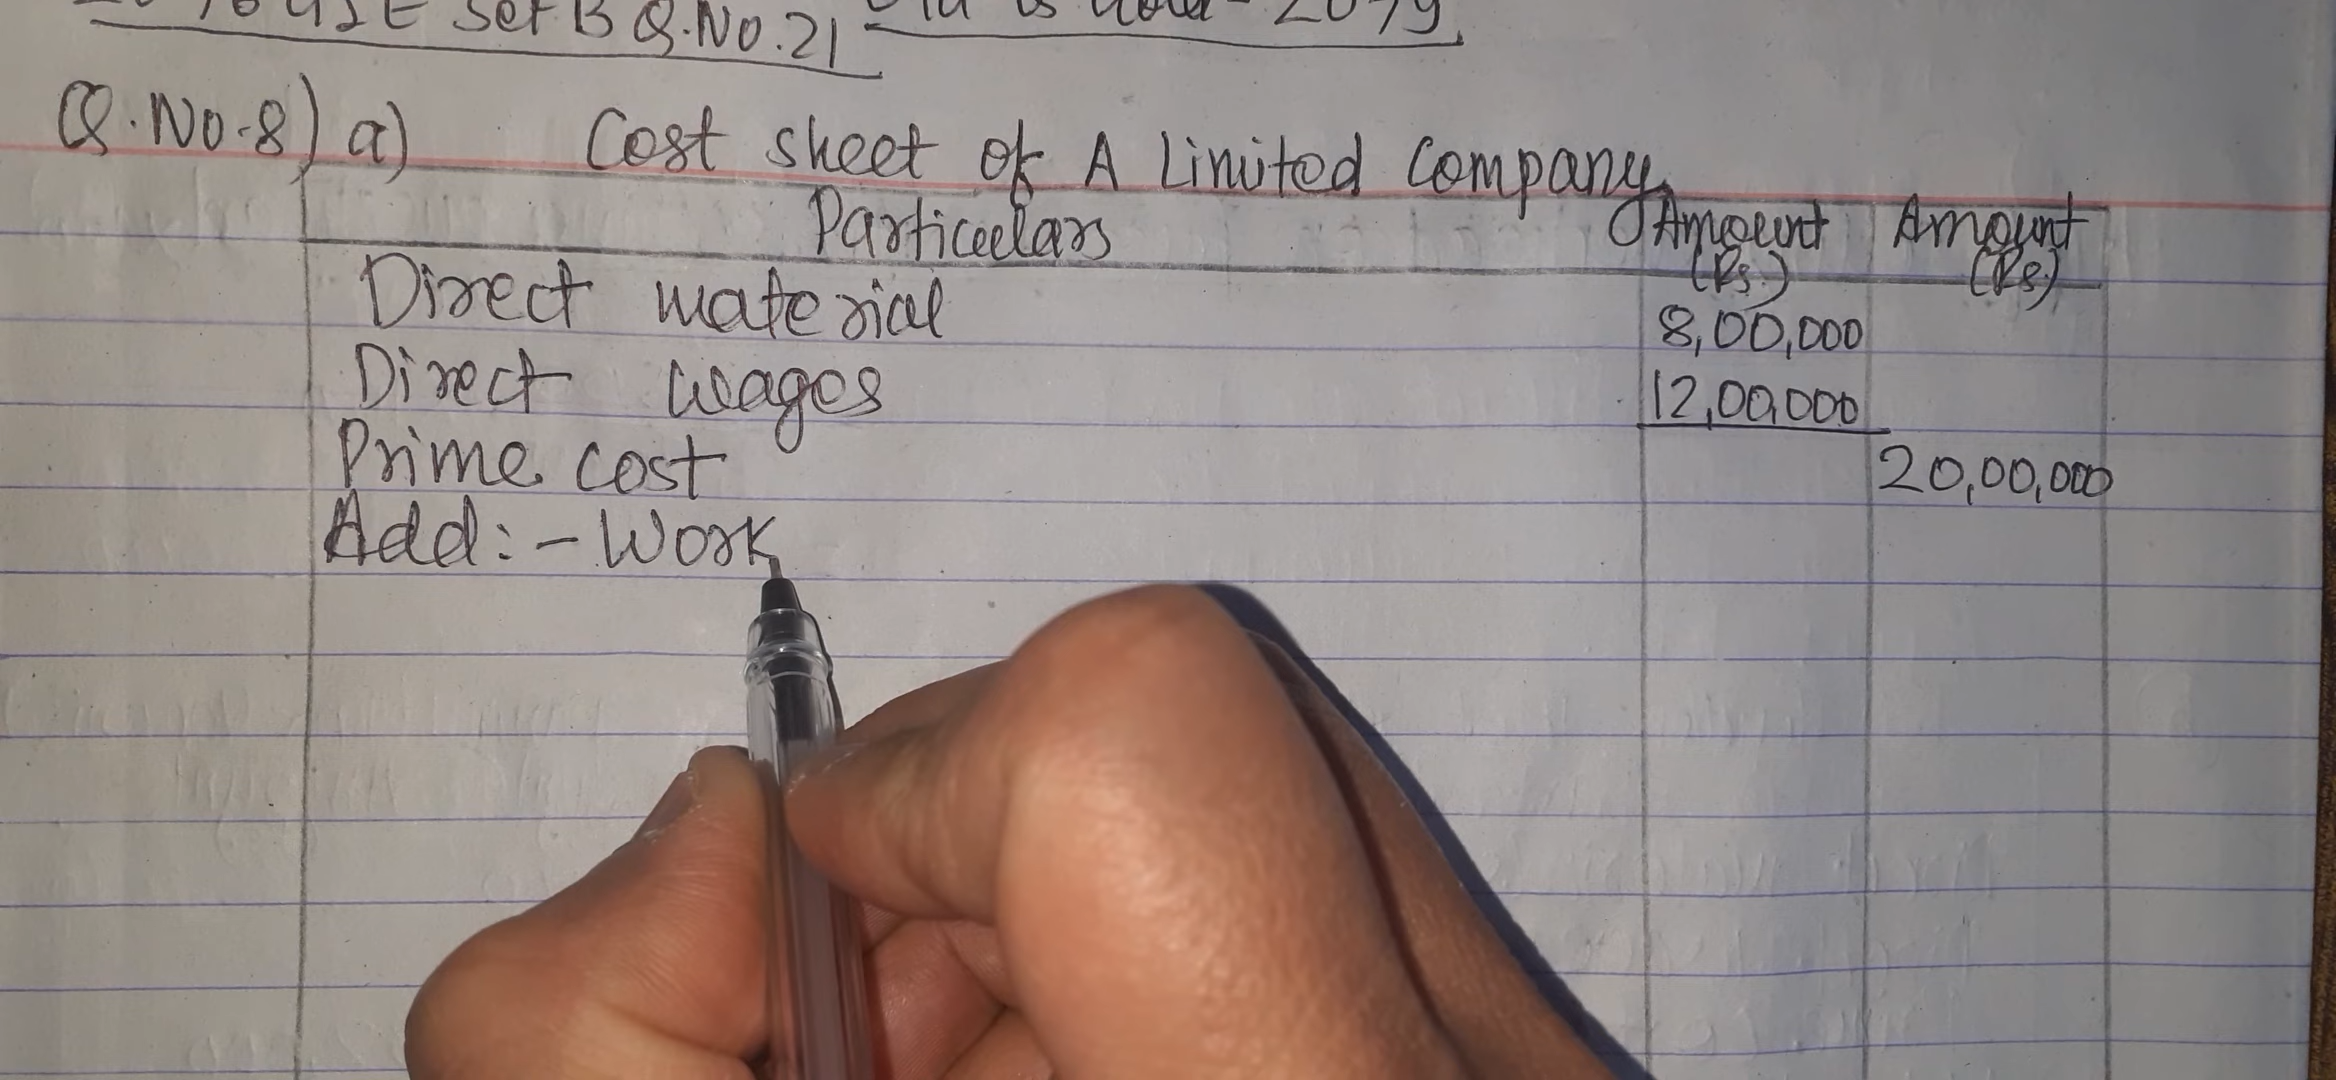 Set B Q.No.21 2079
Q.No.8) a) Cost sheet of A Limited Company
Particulars Amount (Rs.) Amount (Rs)
Direct material 8,00,000
Direct wages 12,00,000
Prime cost 20,00,000
Add:- Work